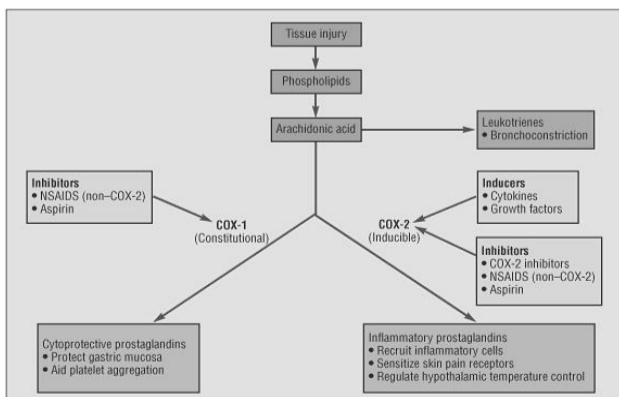 Tissue injury
Phospholipids
Arachidonic acid
Leukotrienes
• Bronchoconstriction
Inhibitors
• NSAIDS (non–COX-2)
• Aspirin
COX-1
(Constitutional)
COX-2
(Inducible)
Inducers
• Cytokines
• Growth factors
Inhibitors
• COX-2 inhibitors
• NSAIDS (non–COX-2)
• Aspirin
Cytoprotective prostaglandins
• Protect gastric mucosa
• Aid platelet aggregation
Inflammatory prostaglandins
• Recruit inflammatory cells
• Sensitize skin pain receptors
• Regulate hypothalamic temperature control